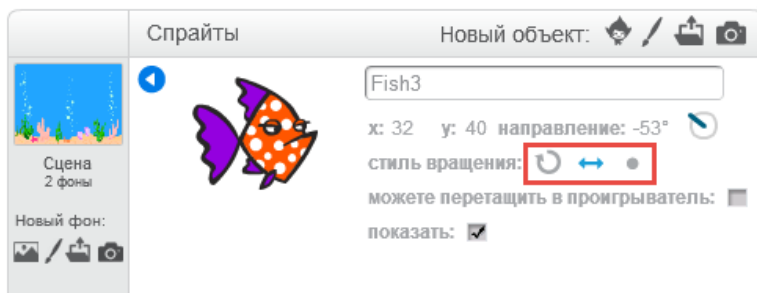 Спрайты
Новый объект:
Сцена
2 фоны
Новый фон:
Fish3
x: 32 y: 40 направление: -53°
стиль вращения:
можете перетащить в проигрыватель:
показать: